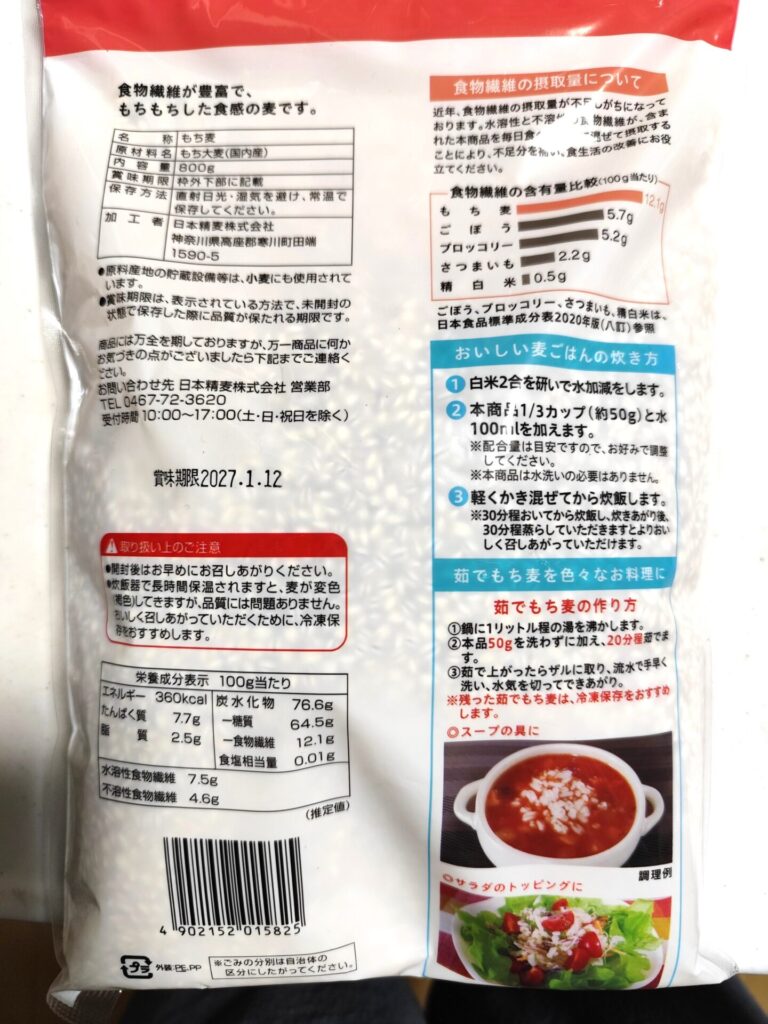 食物繊維が豊富で、
もちもちした食感の麦です。
名称 もち麦
原材料名 もち大麦(国内産)
内容量 800g
賞味期限 枠外下部に記載
保存方法 直射日光・湿気を避け、常温で
保存してください。
加工者 日本精麦株式会社
神奈川県高座郡寒川町田端
1590-5
●原料産地の貯蔵設備等は、小麦にも使用されて
います。
●賞味期限は、表示されている方法で、未開封の
状態で保存した際に品質が保たれる期限です。
商品には万全を期しておりますが、万一商品に何か
お気づきの点がございましたら下記までご連絡く
ださい。
お問い合わせ先 日本精麦株式会社 営業部
TEL 0467-72-3620
受付時間 10:00〜17:00(土・日・祝日を除く)
賞味期限2027.1.12
取り扱い上のご注意
●開封後はお早めにお召しあがりください。
●炊飯器で長時間保温されますと、麦が変色
(褐色)してきますが、品質には問題ありません。
おいしく召しあがっていただくために、冷凍保
存をおすすめします。
栄養成分表示 100g当たり
エネルギー 360kcal
たんぱく質 7.7g
脂質 2.5g
炭水化物 76.6g
―糖質 64.5g
―食物繊維 12.1g
食塩相当量 0.01g
水溶性食物繊維 7.5g
不溶性食物繊維 4.6g
(推定値)
4 902152 015825
プラ 外装:PE,PP
※ごみの分別は自治体の
区分にしたがってください。
食物繊維の摂取量について
近年、食物繊維の摂取量が不足しがちになって
おります。水溶性と不溶性の食物繊維が、含ま
れた本商品を毎日食 混ぜて摂取する
ことにより、不足分を補い、食生活の改善にお役
立てください。
食物繊維の含有量比較(100g当たり)
もち麦 12.1g
ごぼう 5.7g
ブロッコリー 5.2g
さつまいも 2.2g
精白米 0.5g
ごぼう、ブロッコリー、さつまいも、精白米は、
日本食品標準成分表2020年版(八訂)参照
おいしい麦ごはんの炊き方
1 白米2合を研いで水加減をします。
2 本商品1/3カップ(約50g)と水
100mlを加えます。
※配合量は目安ですので、お好みで調整
してください。
※本商品は水洗いの必要はありません。
3 軽くかき混ぜてから炊飯します。
※30分程おいてから炊飯し、炊きあがり後、
30分程蒸らしていただきますとよりおい
しく召しあがっていただけます。
茹でもち麦を色々なお料理に
茹でもち麦の作り方
①鍋に1リットル程の湯を沸かします。
②本品50gを洗わずに加え、20分程茹でま
す。
③茹で上がったらザルに取り、流水で手早く
洗い、水気を切ってできあがり。
※残った茹でもち麦は、冷凍保存をおすすめ
します。
◎スープの具に
調理例
◎サラダのトッピングに